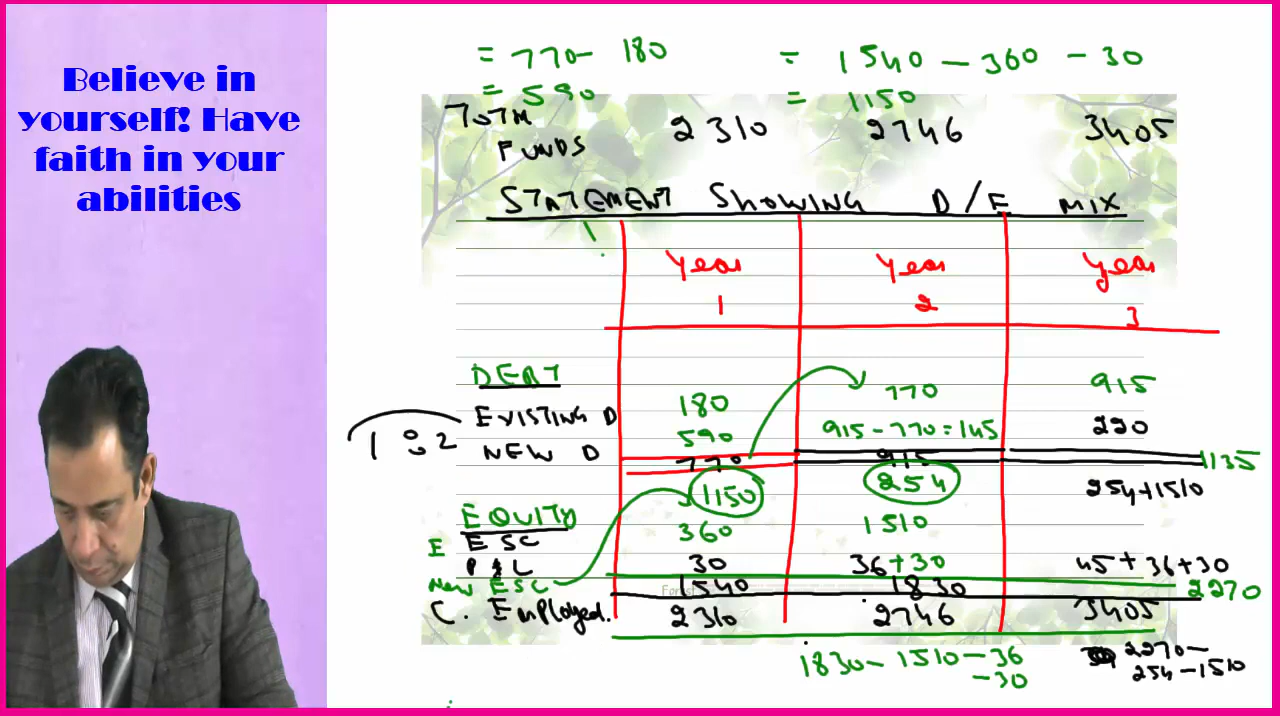 Believe in
yourself! Have
faith in your
abilities
= 770 - 180
= 590
= 1540 - 360 - 30
= 1150
FUNDS 2310 2746 3405
STATEMENT SHOWING D/E MIX
Year 1 Year 2 Year 3
DEBT
EXISTING D 180 770 915
NEW D 590 915 - 770 = 145 220
770 915 1135
1:2
1150 254 254+1510
EQUITY
E ESC 360 1510
P&L 30 36+30 45+36+30
New ESC
1540 1830 2270
C. Employed. 2310 2746 3405
1830 - 1510 - 36
- 30
2270 -
254 - 1510